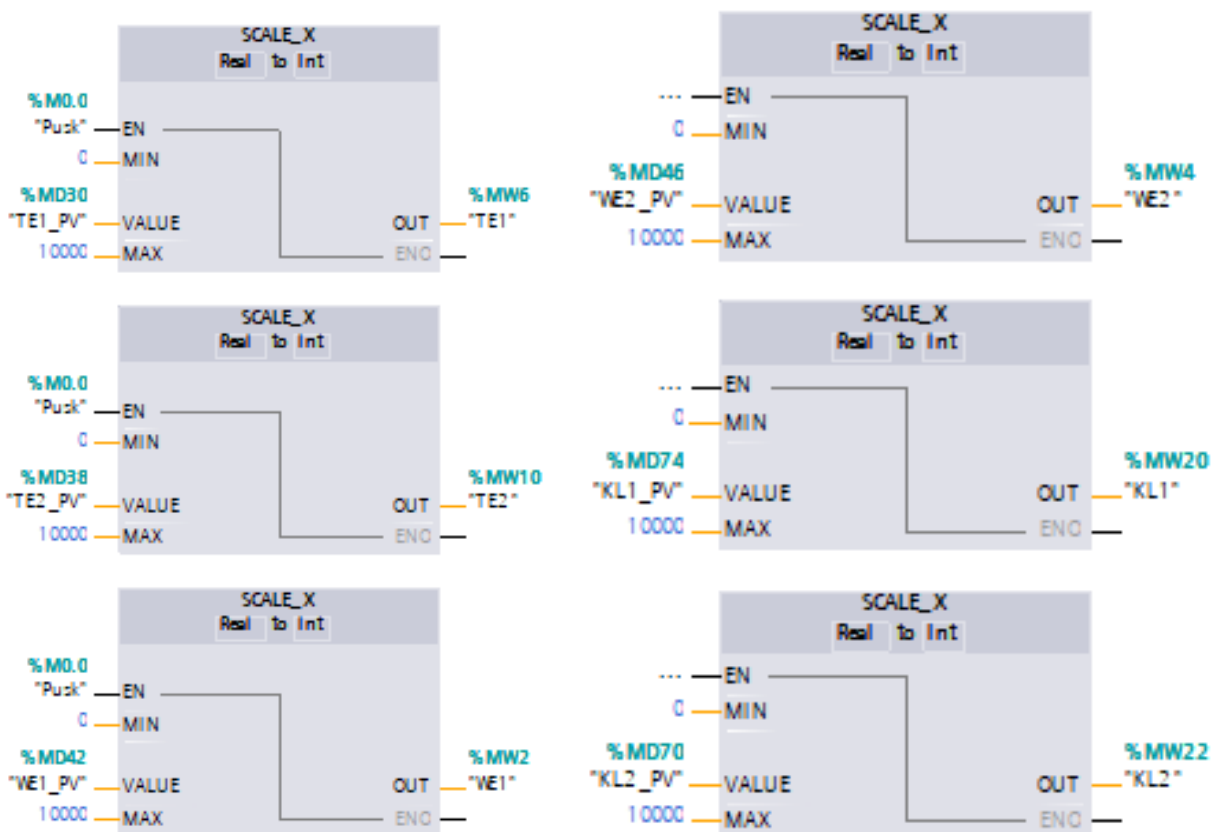 SCALE_X
Real to Int
%M0.0
"Pusk"
EN
0
MIN
%MD30
"TE1_PV"
VALUE
10000
MAX
%MW6
OUT
"TE1"
ENO
SCALE_X
Real to Int
%M0.0
"Pusk"
EN
0
MIN
%MD38
"TE2_PV"
VALUE
10000
MAX
%MW10
OUT
"TE2"
ENO
SCALE_X
Real to Int
%M0.0
"Pusk"
EN
0
MIN
%MD42
"WE1_PV"
VALUE
10000
MAX
%MW2
OUT
"WE1"
ENO
SCALE_X
Real to Int
---
EN
0
MIN
%MD46
"WE2_PV"
VALUE
10000
MAX
%MW4
OUT
"WE2"
ENO
SCALE_X
Real to Int
---
EN
0
MIN
%MD74
"KL1_PV"
VALUE
10000
MAX
%MW20
OUT
"KL1"
ENO
SCALE_X
Real to Int
---
EN
0
MIN
%MD70
"KL2_PV"
VALUE
10000
MAX
%MW22
OUT
"KL2"
ENO